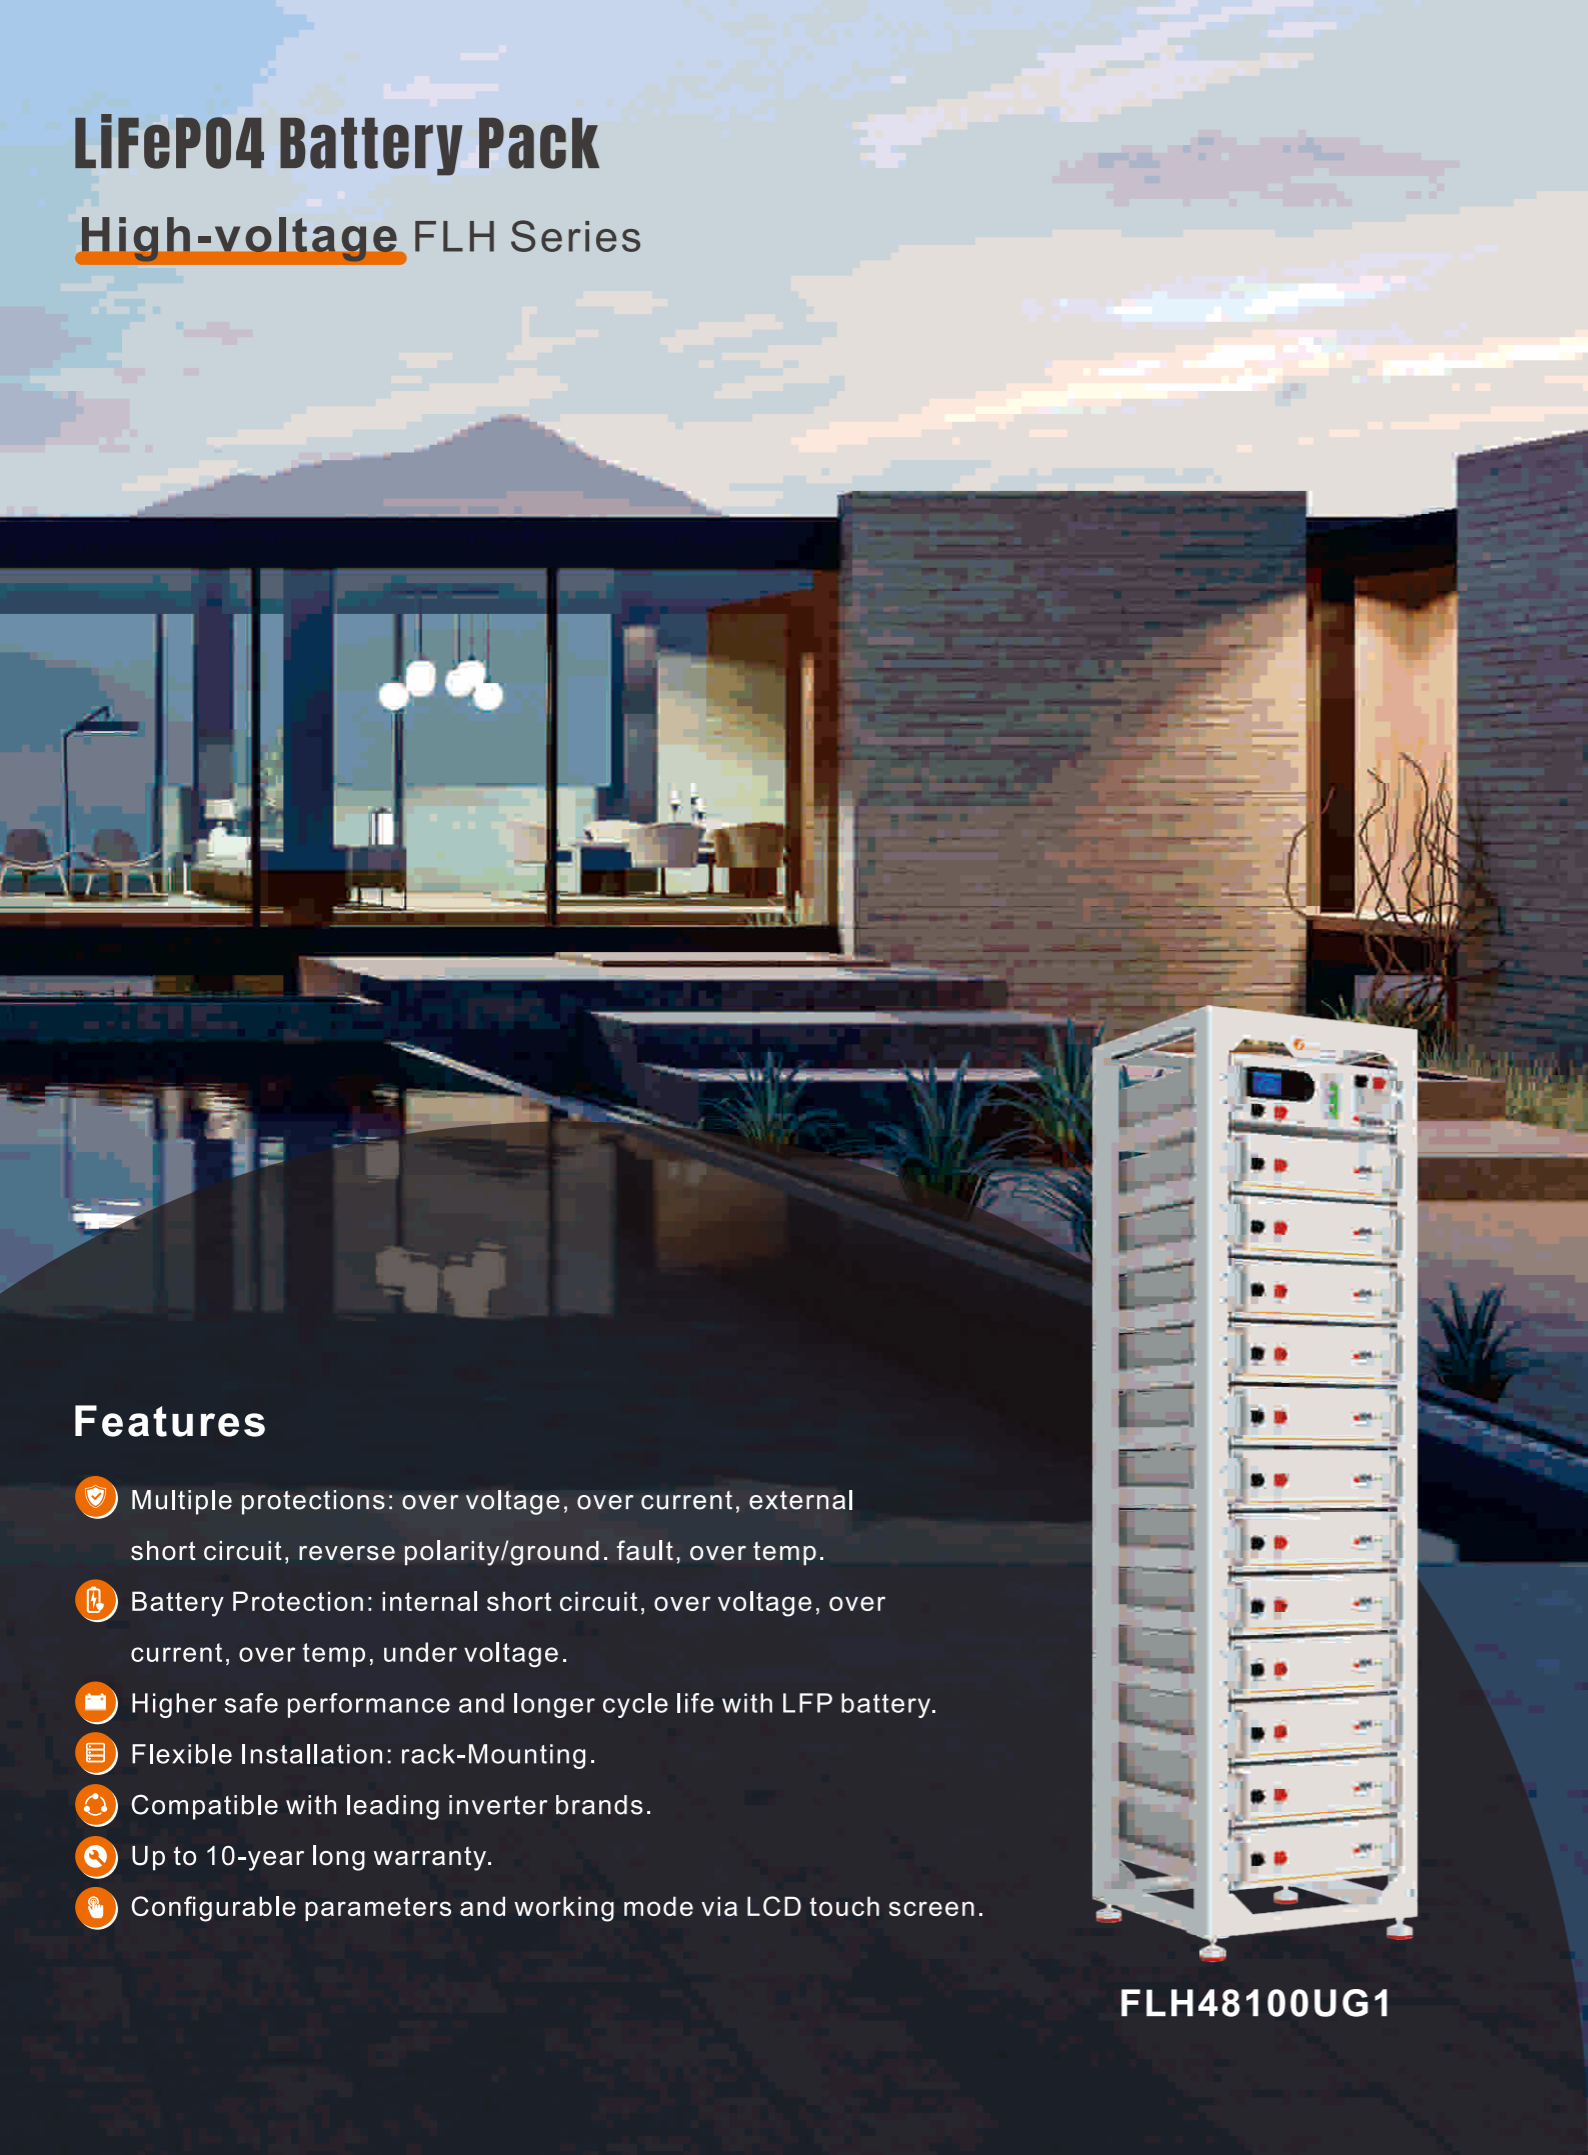 LiFePO4 Battery Pack
High-voltage FLH Series
Features
Multiple protections: over voltage, over current, external
short circuit, reverse polarity/ground. fault, over temp.
Battery Protection: internal short circuit, over voltage, over
current, over temp, under voltage.
Higher safe performance and longer cycle life with LFP battery.
Flexible Installation: rack-Mounting.
Compatible with leading inverter brands.
Up to 10-year long warranty.
Configurable parameters and working mode via LCD touch screen.
FLH48100UG1